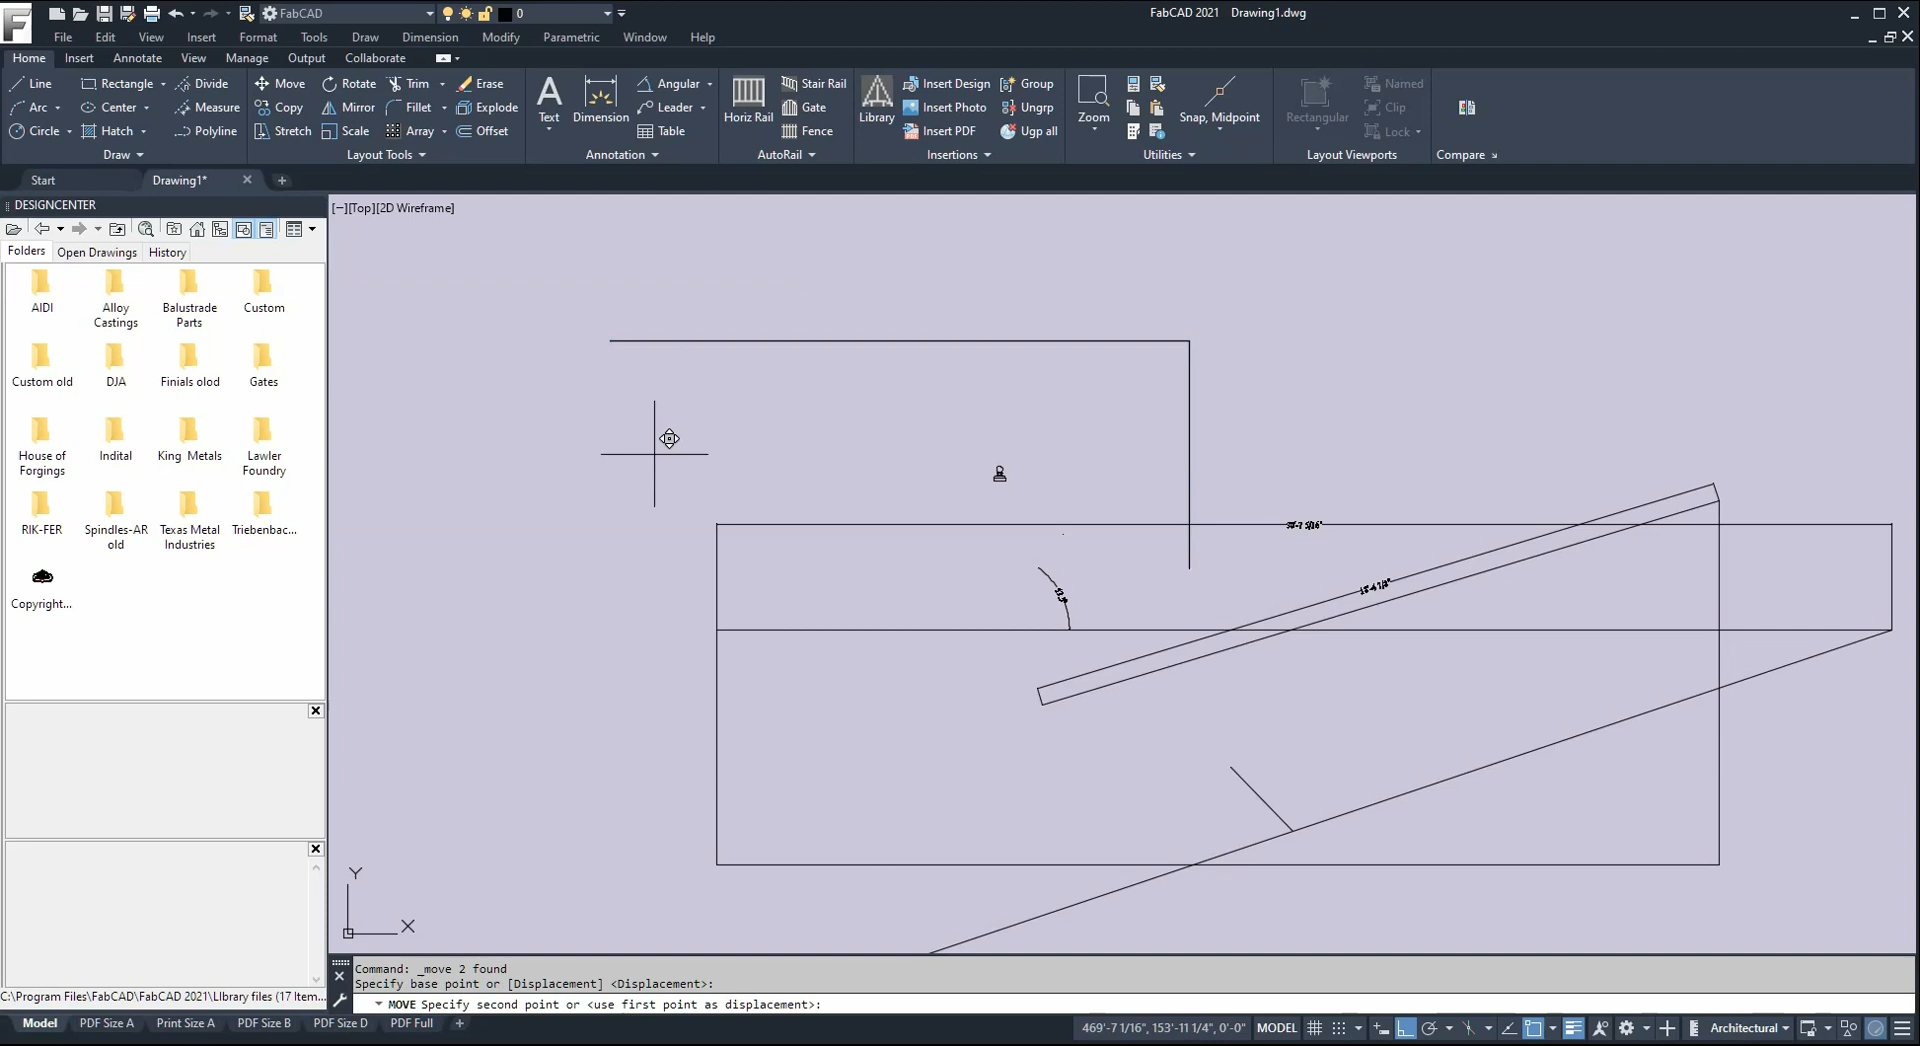 FabCAD 0 FabCAD 2021 Drawing1.dwg
File Edit View Insert Format Tools Draw Dimension Modify Parametric Window Help
Home Insert Annotate View Manage Output Collaborate
Line Rectangle Divide Move Rotate Trim Erase Angular Stair Rail Insert Design Group Named
Arc Center Measure Copy Mirror Fillet Explode Text Dimension Leader Horiz Rail Gate Library Insert Photo Ungrp Zoom Snap, Midpoint Rectangular Clip
Circle Hatch Polyline Stretch Scale Array Offset Table Fence Insert PDF Ugp all Lock
Draw Layout Tools Annotation AutoRail Insertions Utilities Layout Viewports Compare
Start Drawing1*
DESIGNCENTER
[−][Top][2D Wireframe]
Folders Open Drawings History
AIDI Alloy Castings Balustrade Parts Custom
Custom old DJA Finials olod Gates
House of Forgings Indital King Metals Lawler Foundry
RIK-FER Spindles-AR old Texas Metal Industries Triebenbac...
Copyright...
Y
X
Command: _move 2 found
Specify base point or [Displacement] <Displacement>:
MOVE Specify second point or <use first point as displacement>:
C:\Program Files\FabCAD\FabCAD 2021\LIbrary files (17 Item...
Model PDF Size A Print Size A PDF Size B PDF Size D PDF Full
469'-7 1/16", 153'-11 1/4", 0'-0" MODEL Architectural